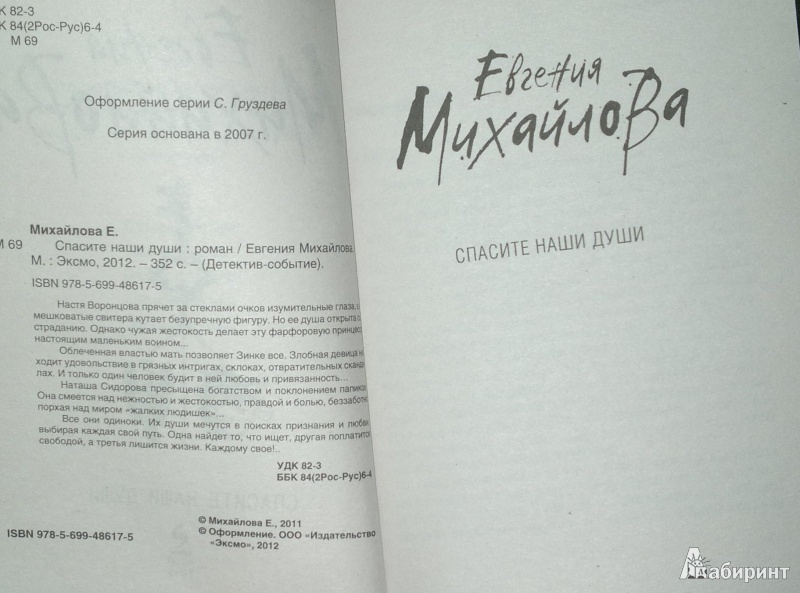 К 82-3
К 84(2Рос-Рус)6-4
М 69
Оформление серии С. Груздева
Серия основана в 2007 г.
Михайлова Е.
М 69
Спасите наши души : роман / Евгения Михайлова.
М. : Эксмо, 2012. – 352 с. – (Детектив-событие).
ISBN 978-5-699-48617-5
Настя Воронцова прячет за стеклами очков изумительные глаза, в
мешковатые свитера кутает безупречную фигуру. Но ее душа открыта
страданию. Однако чужая жестокость делает эту фарфоровую принцес
настоящим маленьким воином...
Облеченная властью мать позволяет Зинке все. Злобная девица на
ходит удовольствие в грязных интригах, склоках, отвратительных сканда
лах. И только один человек будит в ней любовь и привязанность...
Наташа Сидорова пресыщена богатством и поклонением
Она смеется над нежностью и жестокостью, правдой и болью, беззаботно
порхая над миром «жалких людишек»...
Все они одиноки. Их души мечутся в поисках признания и любви
выбирая каждая свой путь. Одна найдет то, что ищет, другая поплатится
свободой, а третья лишится жизни. Каждому свое!..
УДК 82-3
ББК 84(2Рос-Рус)6-4
ISBN 978-5-699-48617-5
© Михайлова Е., 2011
© Оформление. ООО «Издательство
«Эксмо», 2012
Евгения
Михайлова
СПАСИТЕ НАШИ ДУШИ
Лабиринт